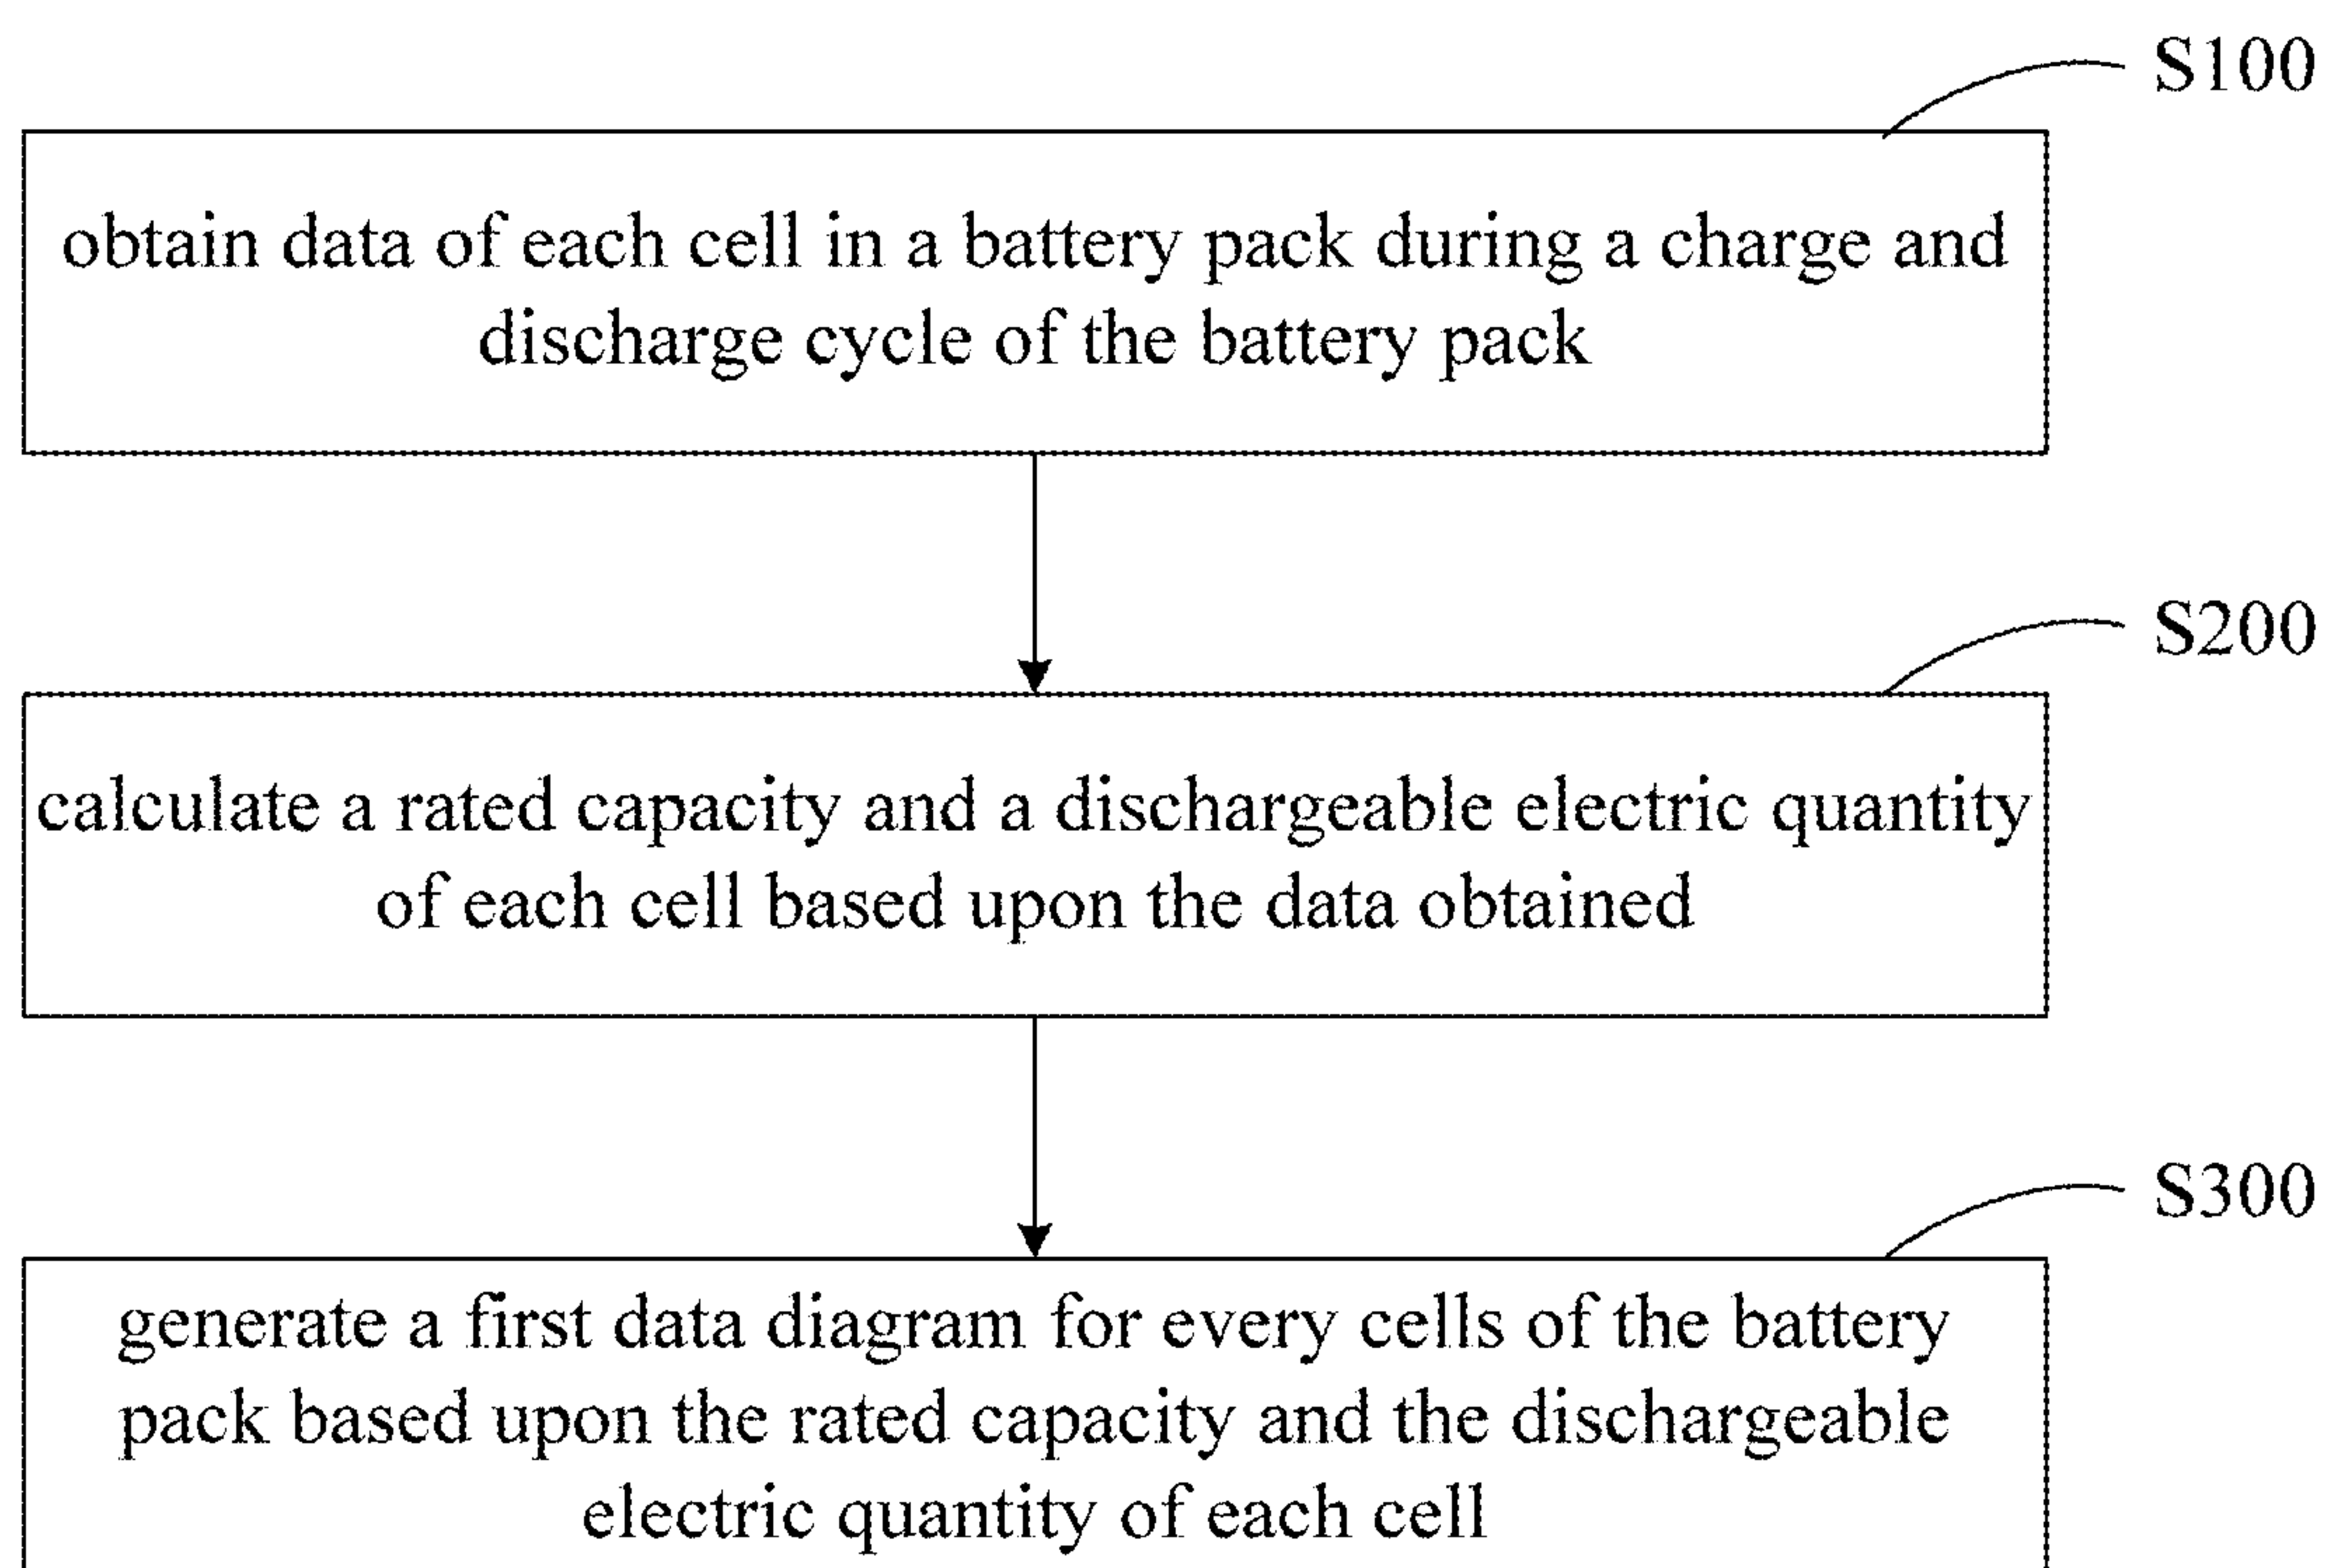 S100
obtain data of each cell in a battery pack during a charge and
discharge cycle of the battery pack
S200
calculate a rated capacity and a dischargeable electric quantity
of each cell based upon the data obtained
S300
generate a first data diagram for every cells of the battery
pack based upon the rated capacity and the dischargeable
electric quantity of each cell